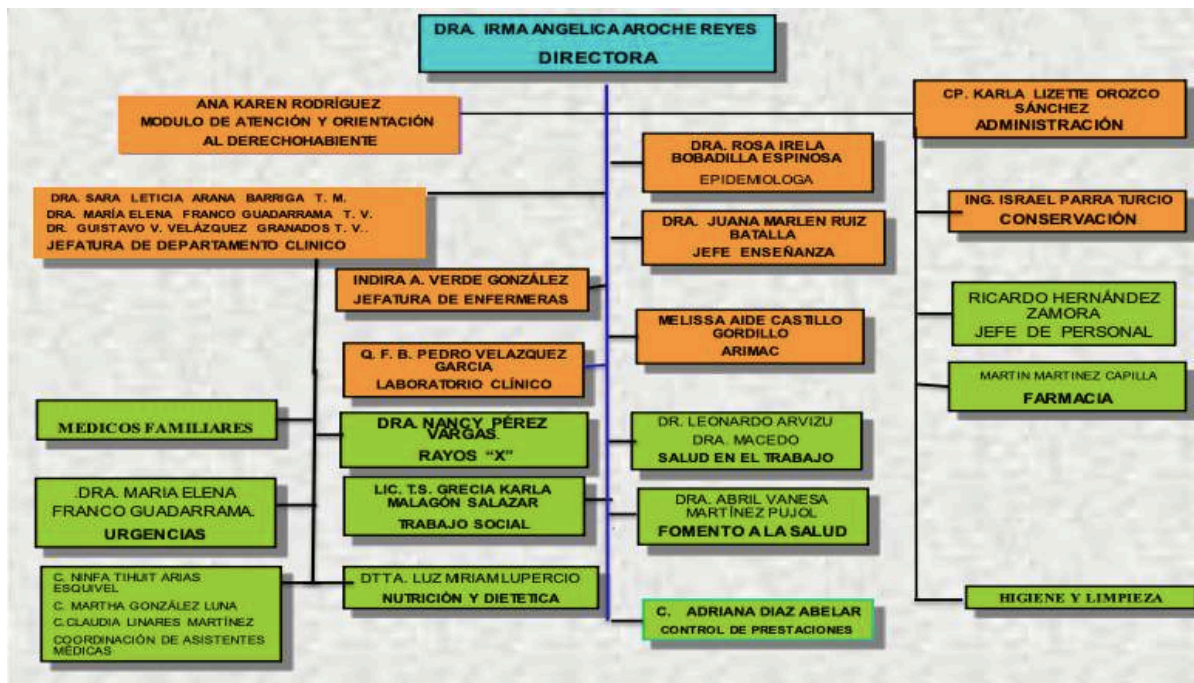 DRA. IRMA ANGELICA AROCHE REYES
DIRECTORA
ANA KAREN RODRÍGUEZ
MODULO DE ATENCIÓN Y ORIENTACIÓN
AL DERECHOHABIENTE
CP. KARLA LIZETTE OROZCO
SÁNCHEZ
ADMINISTRACIÓN
DRA. ROSA IRELA
BOBADILLA ESPINOSA
EPIDEMIOLOGA
DRA. SARA LETICIA ARANA BARRIGA T. M.
DRA. MARÍA ELENA FRANCO GUADARRAMA T. V.
DR. GUISTAVO V. VELÁZQUEZ GRANADOS T. V..
JEFATURA DE DEPARTAMENTO CLINICO
ING. ISRAEL PARRA TURCIO
CONSERVACIÓN
DRA. JUANA MARLEN RUIZ
BATALLA
JEFE ENSEÑANZA
INDIRA A. VERDE GONZÁLEZ
JEFATURA DE ENFERMERAS
RICARDO HERNÁNDEZ
ZAMORA
JEFE DE PERSONAL
MELISSA AIDE CASTILLO
GORDILLO
ARIMAC
Q. F. B. PEDRO VELAZQUEZ
GARCIA
LABORATORIO CLÍNICO
MARTIN MARTINEZ CAPILLA
FARMACIA
MEDICOS FAMILIARES
DRA. NANCY PÉREZ
VARGAS.
RAYOS “X”
DR. LEONARDO ARVIZU
DRA. MACEDO
SALUD EN EL TRABAJO
.DRA. MARIA ELENA
FRANCO GUADARRAMA.
URGENCIAS
LIC. T.S. GRECIA KARLA
MALAGÓN SALAZAR
TRABAJO SOCIAL
DRA. ABRIL VANESA
MARTÍNEZ PUJOL
FOMENTO A LA SALUD
C. NINFA TIHUIT ARIAS
ESQUIVEL
C. MARTHA GONZÁLEZ LUNA
C.CLAUDIA LINARES MARTÍNEZ
COORDINACIÓN DE ASISTENTES
MÉDICAS
DTTA. LUZ MIRIAM LUPERCIO
NUTRICIÓN Y DIETETICA
C. ADRIANA DIAZ ABELAR
CONTROL DE PRESTACIONES
HIGIENE Y LIMPIEZA